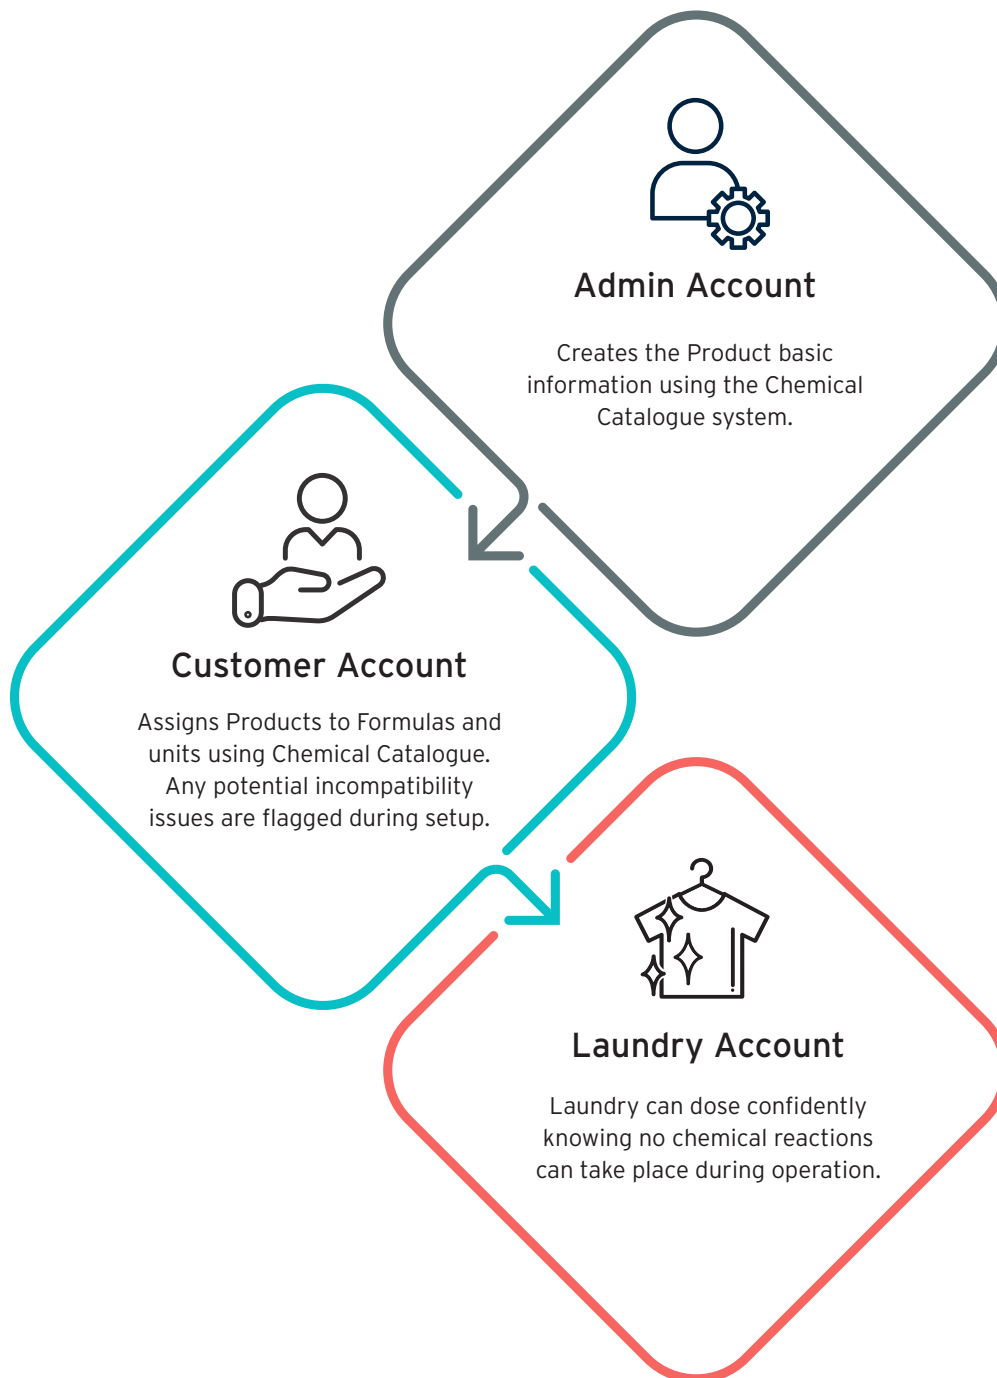 Admin Account
Creates the Product basic
information using the Chemical
Catalogue system.
Customer Account
Assigns Products to Formulas and
units using Chemical Catalogue.
Any potential incompatibility
issues are flagged during setup.
Laundry Account
Laundry can dose confidently
knowing no chemical reactions
can take place during operation.